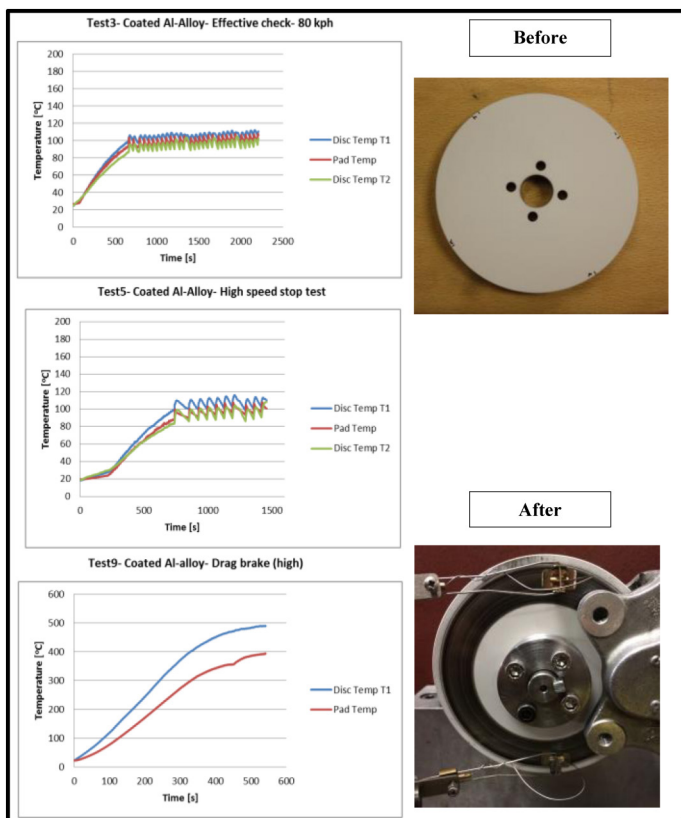 Test3- Coated Al-Alloy- Effective check- 80 kph
Temperature [°C]
200
180
160
140
120
100
80
60
40
20
0
0 500 1000 1500 2000 2500
Time [s]
Disc Temp T1
Pad Temp
Disc Temp T2
Before
Test5- Coated Al-Alloy- High speed stop test
Temperature [°C]
200
180
160
140
120
100
80
60
40
20
0
0 500 1000 1500
Time [s]
Disc Temp T1
Pad Temp
Disc Temp T2
After
Test9- Coated Al-alloy- Drag brake (high)
Temperature [°C]
600
500
400
300
200
100
0
0 100 200 300 400 500 600
Time [s]
Disc Temp T1
Pad Temp